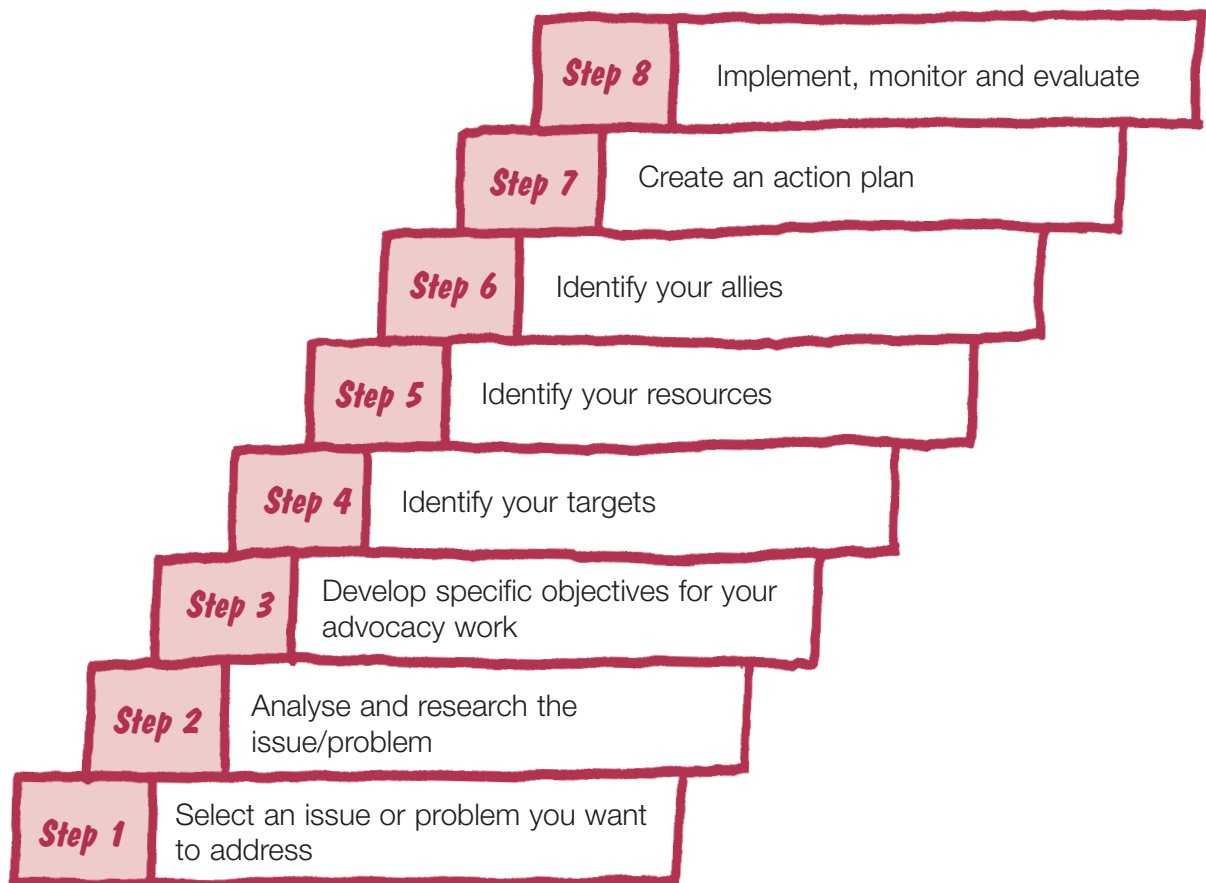 Step 8 Implement, monitor and evaluate
Step 7 Create an action plan
Step 6 Identify your allies
Step 5 Identify your resources
Step 4 Identify your targets
Step 3 Develop specific objectives for your
advocacy work
Step 2 Analyse and research the
issue/problem
Step 1 Select an issue or problem you want
to address